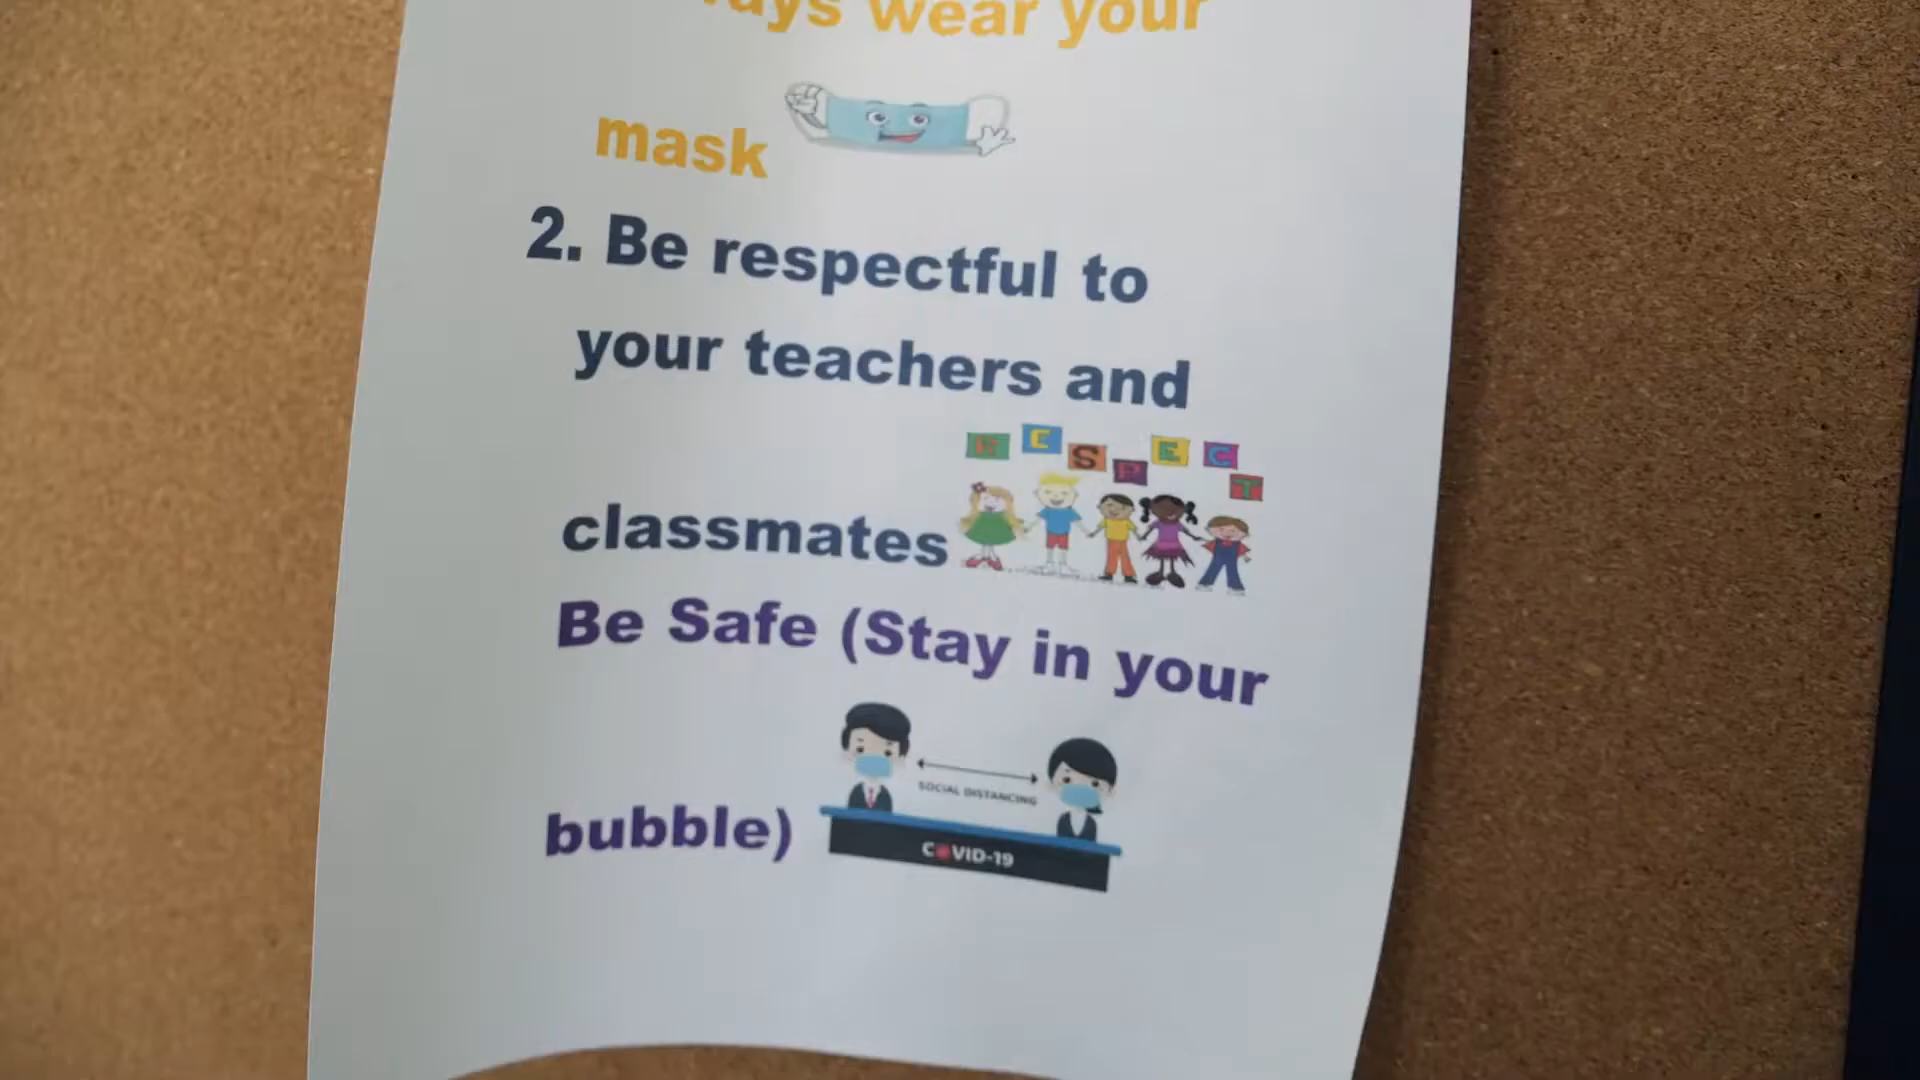 wear your
mask
2. Be respectful to
your teachers and
RESPECT
classmates
Be Safe (Stay in your
SOCIAL DISTANCING
bubble)
COVID-19